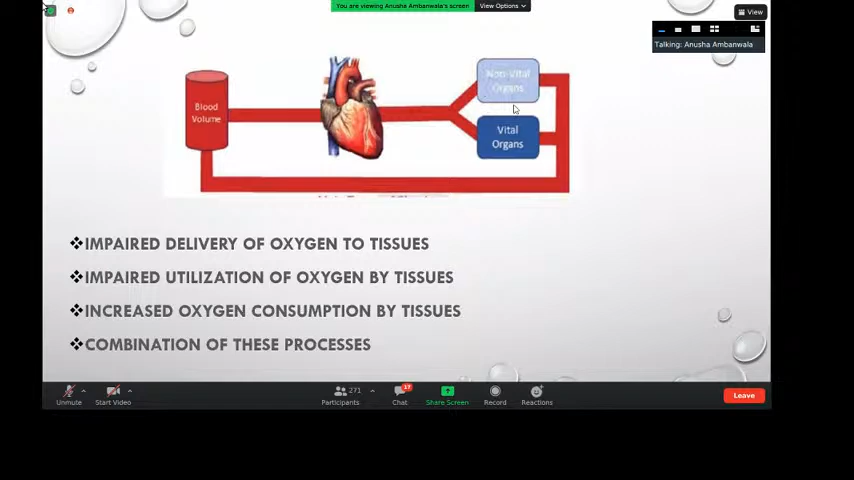 You are viewing Anusha Ambanwala's screen
View Options
View
Talking: Anusha Ambanwala
Non-Vital
Organs
Blood
Volume
Vital
Organs
❖IMPAIRED DELIVERY OF OXYGEN TO TISSUES
❖IMPAIRED UTILIZATION OF OXYGEN BY TISSUES
❖INCREASED OXYGEN CONSUMPTION BY TISSUES
❖COMBINATION OF THESE PROCESSES
271
17
Unmute
Start Video
Participants
Chat
Share Screen
Record
Reactions
Leave